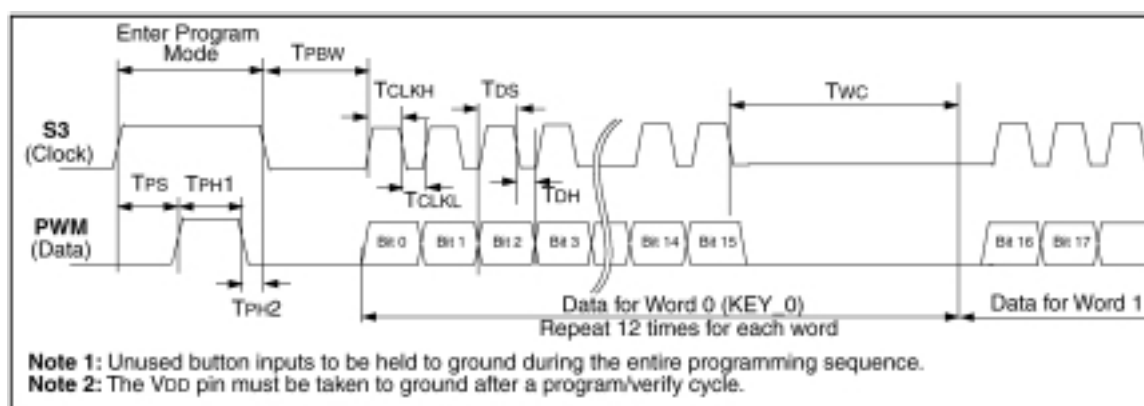 Enter Program
Mode
TPBW
TCLKH
TDS
TWC
S3
(Clock)
TPS
TPH1
TCLKL
TDH
PWM
(Data)
Bit 0
Bit 1
Bit 2
Bit 3
Bit 14
Bit 15
Bit 16
Bit 17
TPH2
Data for Word 0 (KEY_0)
Data for Word 1
Repeat 12 times for each word
Note 1: Unused button inputs to be held to ground during the entire programming sequence.
Note 2: The VDD pin must be taken to ground after a program/verify cycle.